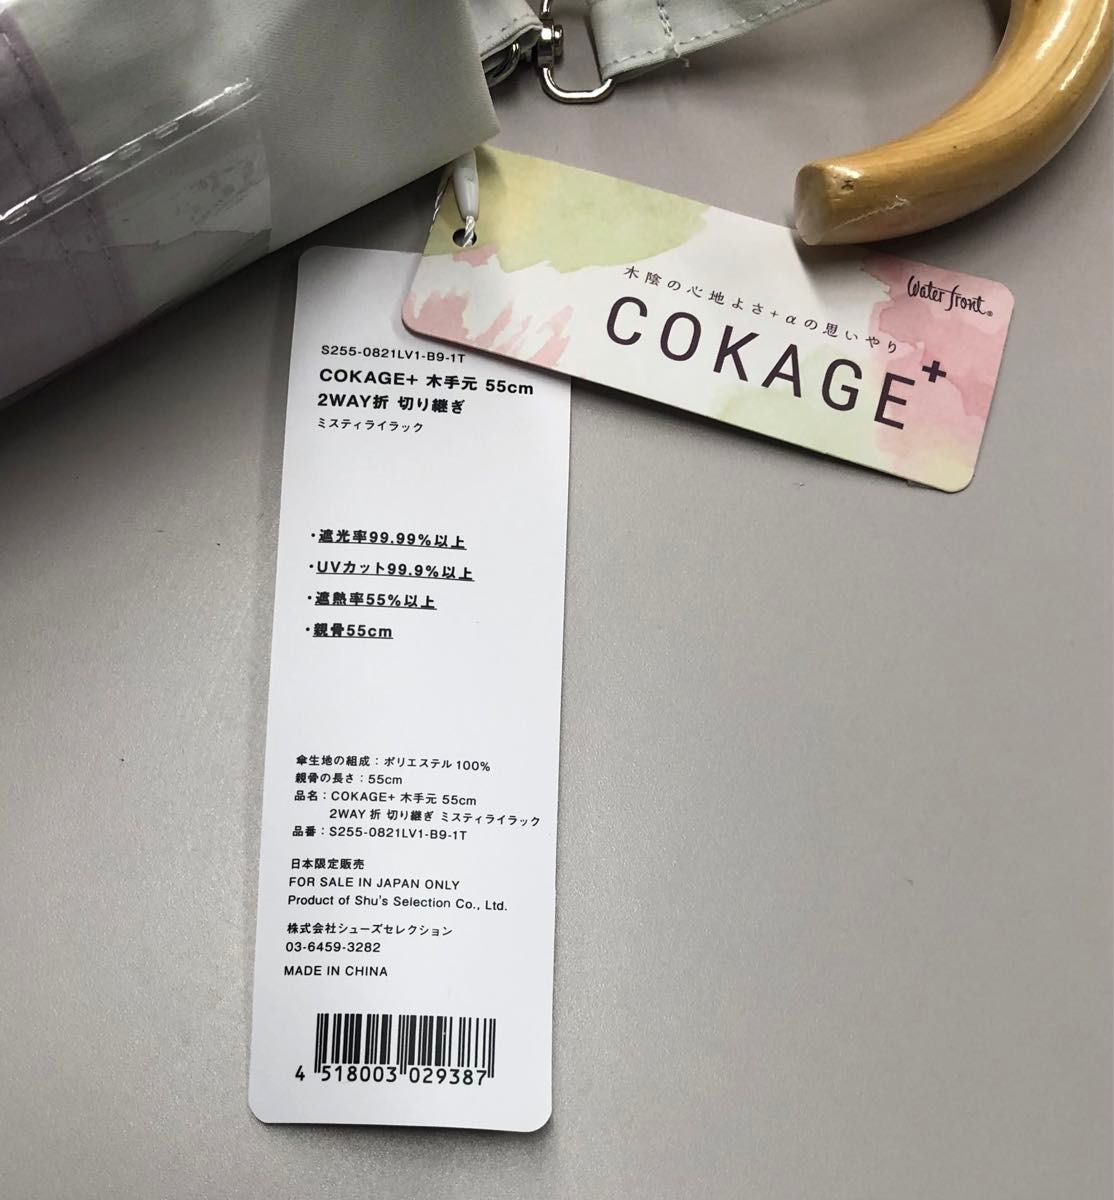 Water front®
木陰の心地よさ+αの思いやり
COKAGE+
S255-0821LV1-B9-1T
COKAGE+ 木手元 55cm
2WAY折 切り継ぎ
ミスティライラック
・遮光率99.99%以上
・UVカット99.9%以上
・遮熱率55%以上
・親骨55cm
傘生地の組成：ポリエステル100%
親骨の長さ：55cm
品名：COKAGE+ 木手元 55cm
2WAY折 切り継ぎ ミスティライラック
品番：S255-0821LV1-B9-1T
日本限定販売
FOR SALE IN JAPAN ONLY
Product of Shu's Selection Co., Ltd.
株式会社シューズセレクション
03-6459-3282
MADE IN CHINA
4 518003 029387